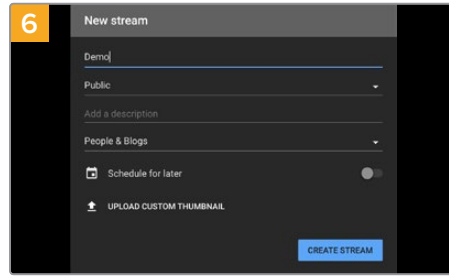 6
New stream
Demo
Public
Add a description
People & Blogs
Schedule for later
UPLOAD CUSTOM THUMBNAIL
CREATE STREAM